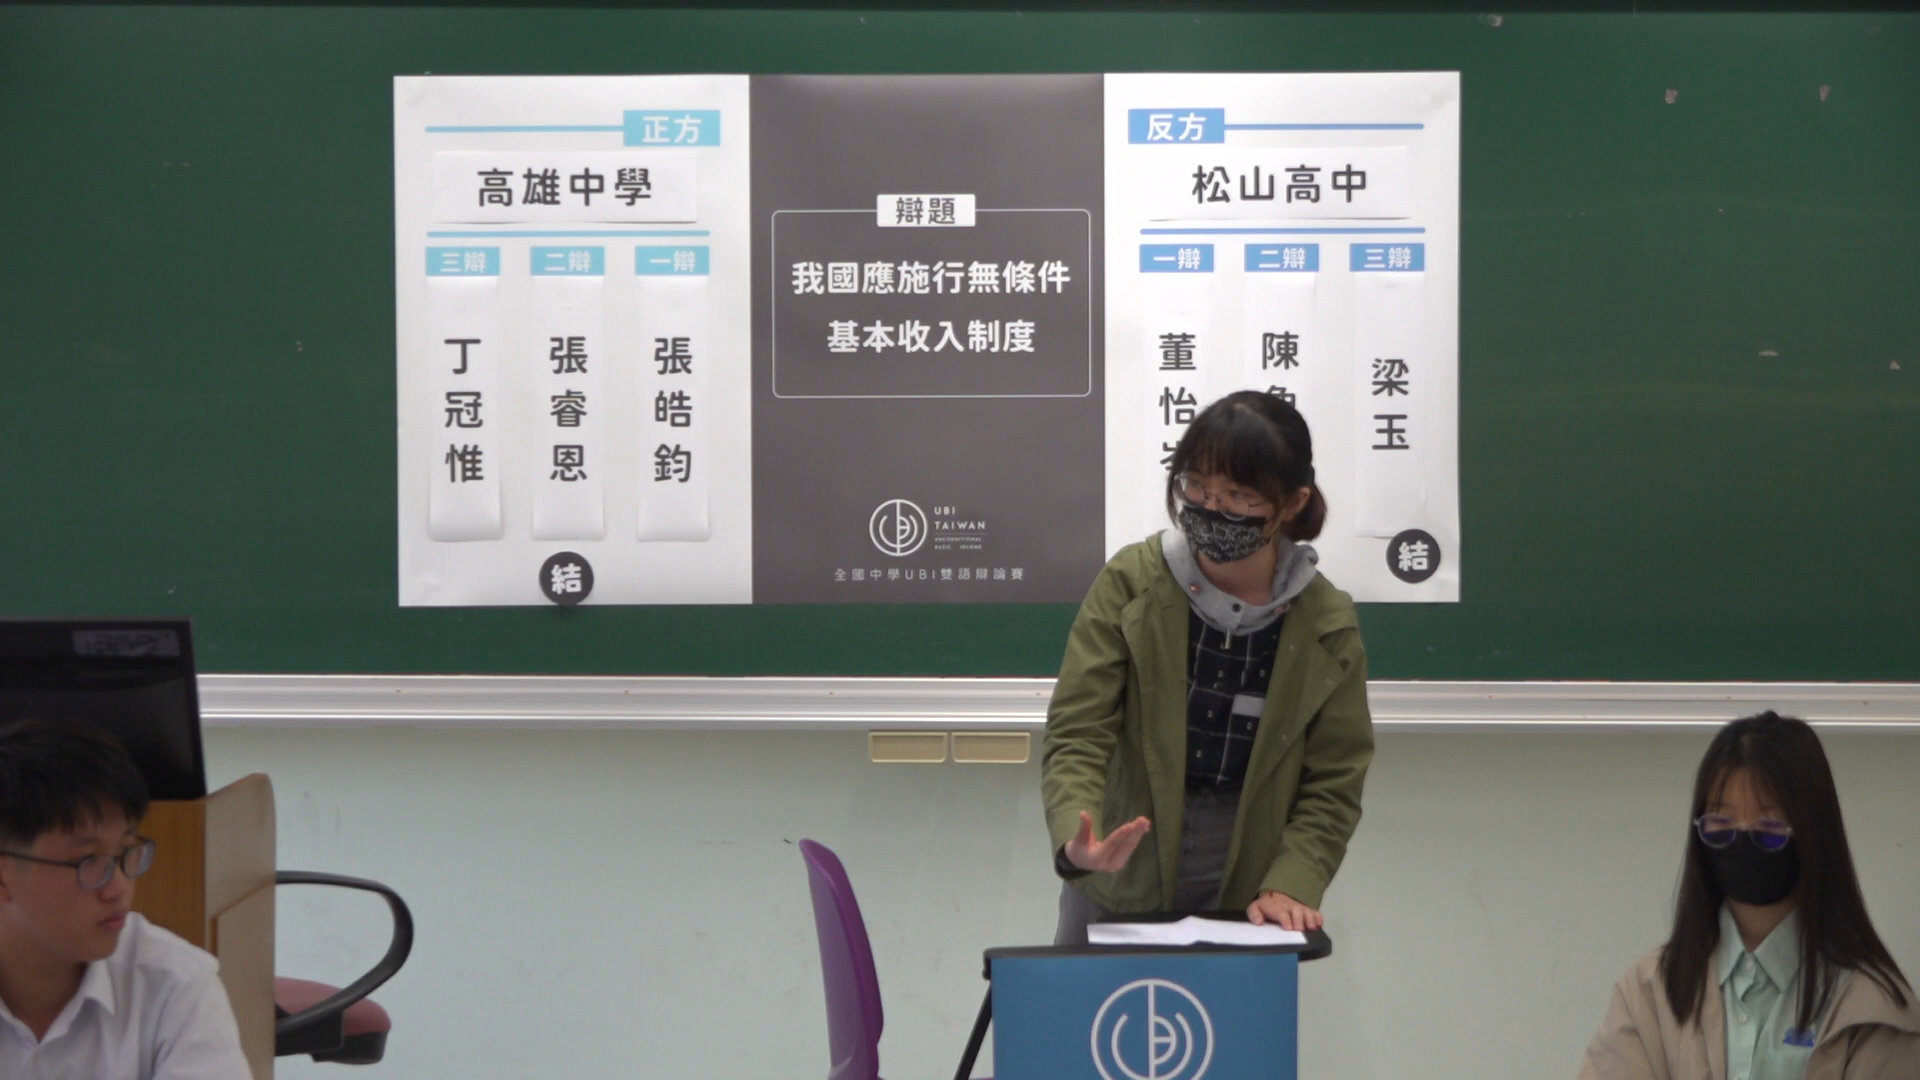 正方
高雄中學
三辯 二辯 一辯
丁冠惟 張睿恩 張皓鈞
結
辯題
我國應施行無條件
基本收入制度
UBI
TAIWAN
UNCONDITIONAL
BASIC INCOME
全國中學UBI雙語辯論賽
反方
松山高中
一辯 二辯 三辯
董怡 陳 梁玉
結